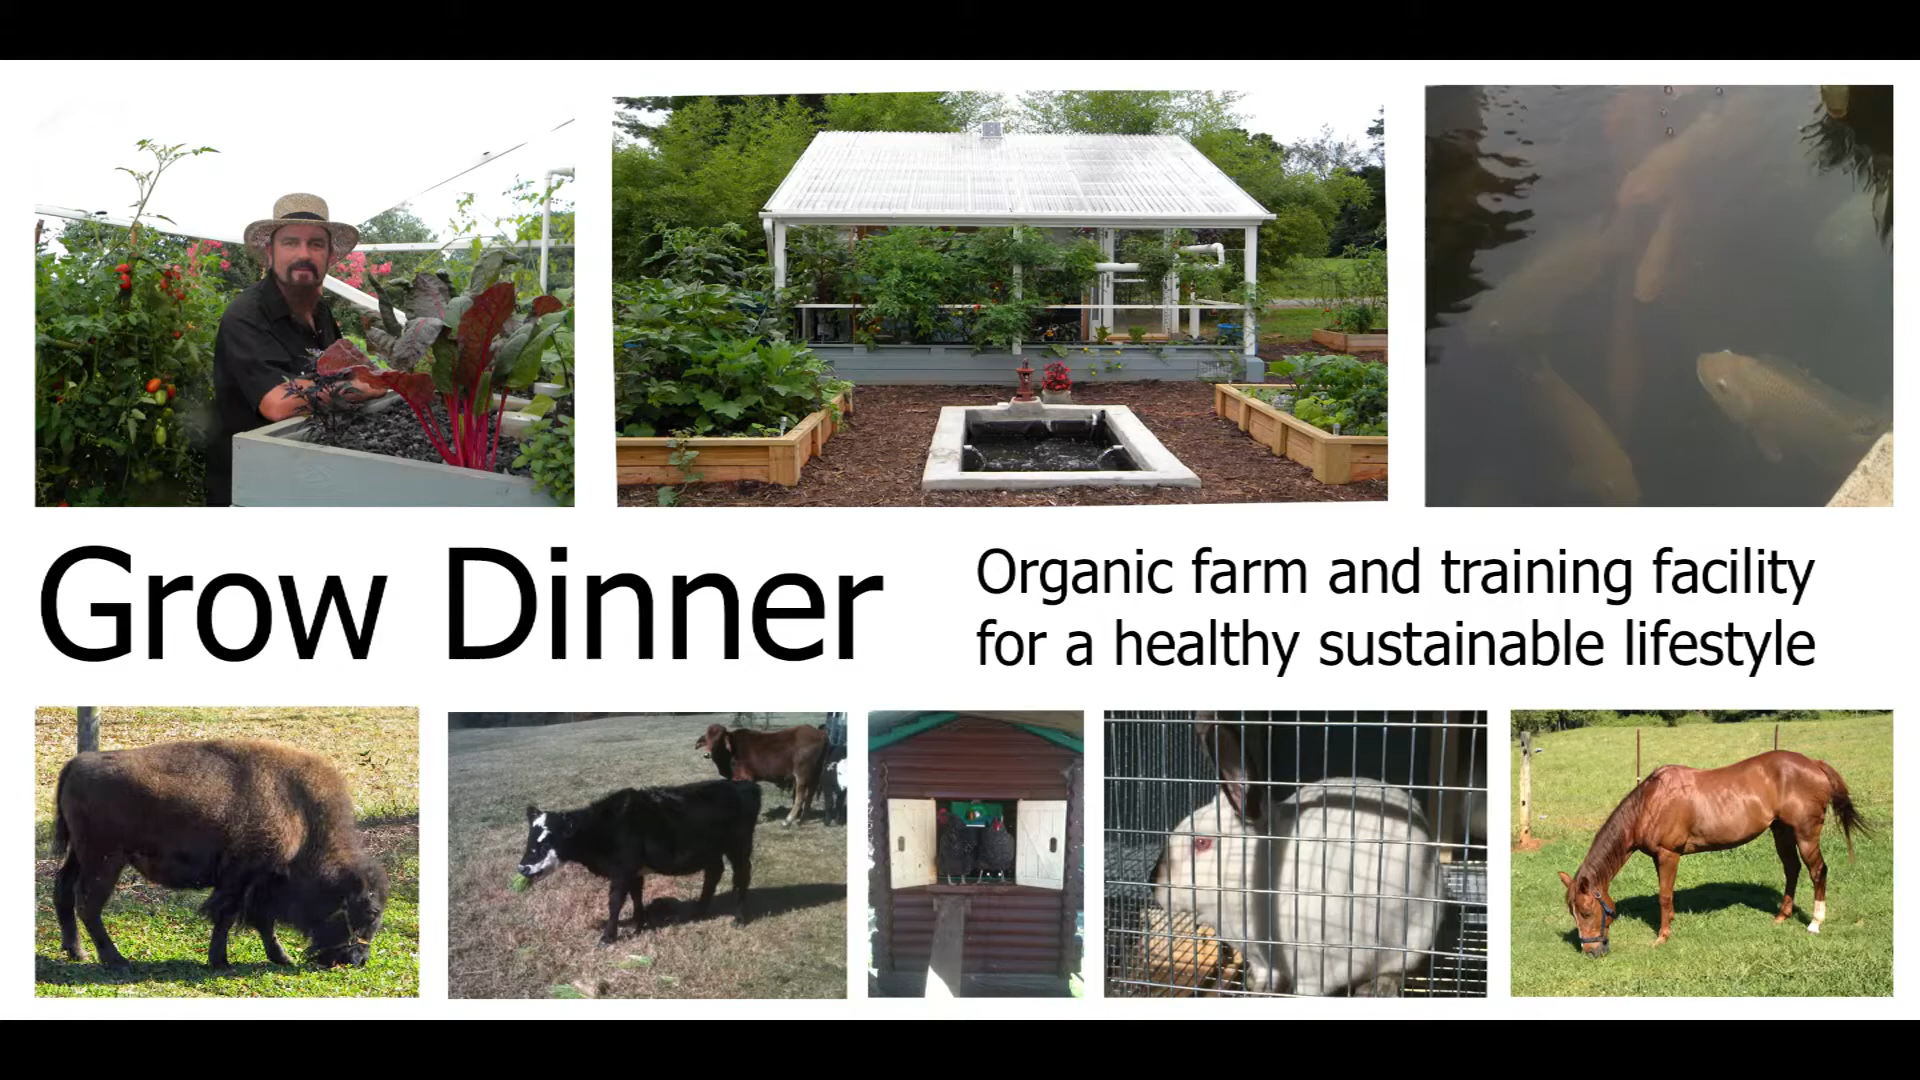 Grow Dinner
Organic farm and training facility
for a healthy sustainable lifestyle